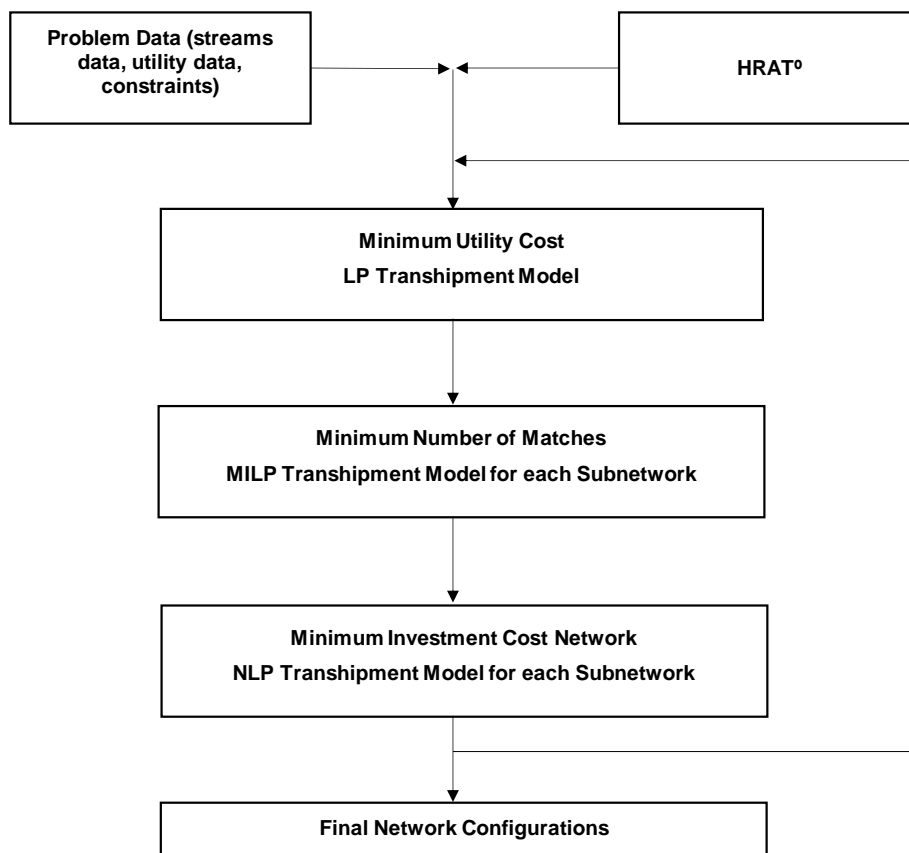 Problem Data (streams
data, utility data,
constraints)
HRATº
Minimum Utility Cost
LP Transhipment Model
Minimum Number of Matches
MILP Transhipment Model for each Subnetwork
Minimum Investment Cost Network
NLP Transhipment Model for each Subnetwork
Final Network Configurations